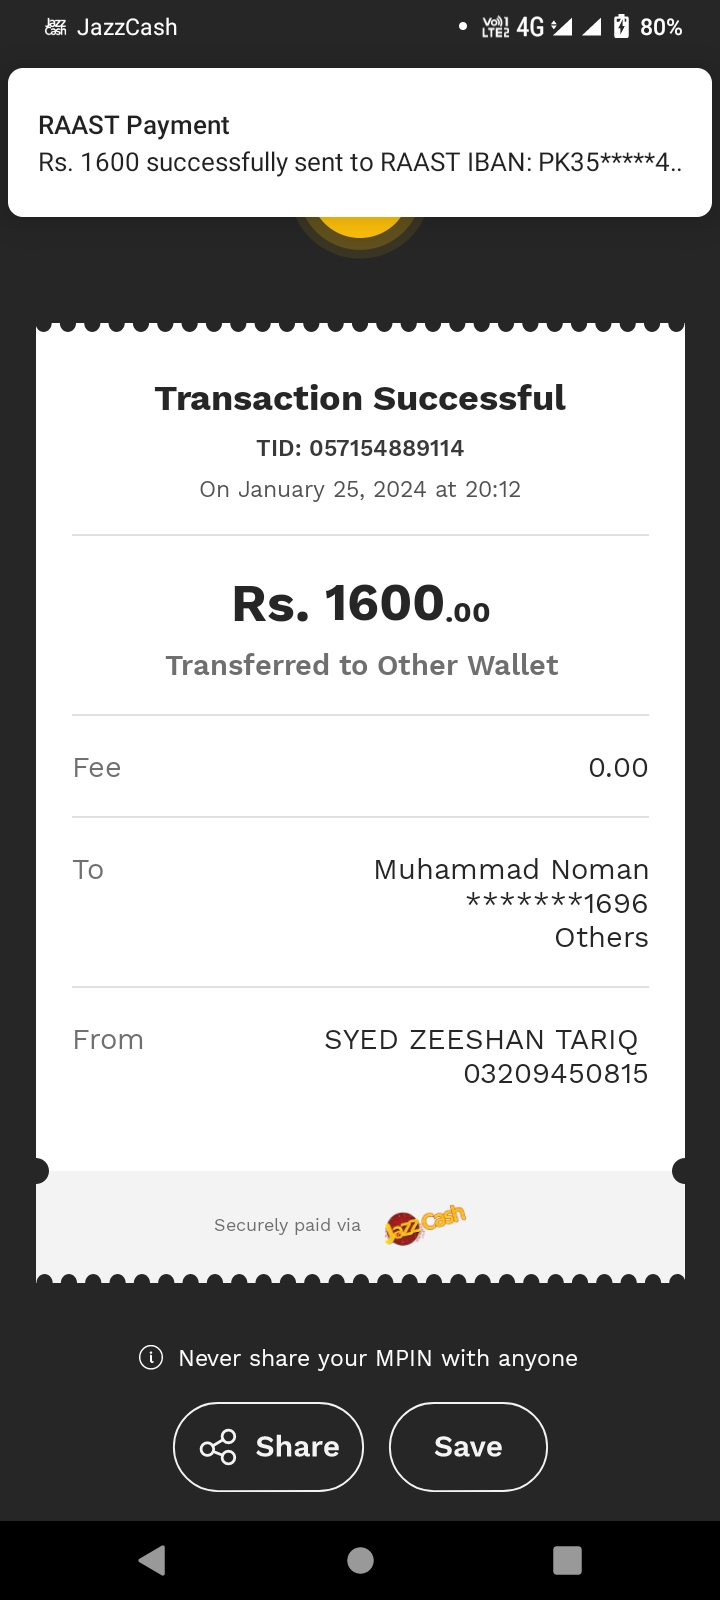 JazzCash
Vo)) 1
LTE2
4G
80%
RAAST Payment
Rs. 1600 successfully sent to RAAST IBAN: PK35*****4..
Transaction Successful
TID: 057154889114
On January 25, 2024 at 20:12
Rs. 1600.00
Transferred to Other Wallet
Fee 0.00
To Muhammad Noman
*******1696
Others
From SYED ZEESHAN TARIQ
03209450815
Securely paid via JazzCash
Never share your MPIN with anyone
Share Save